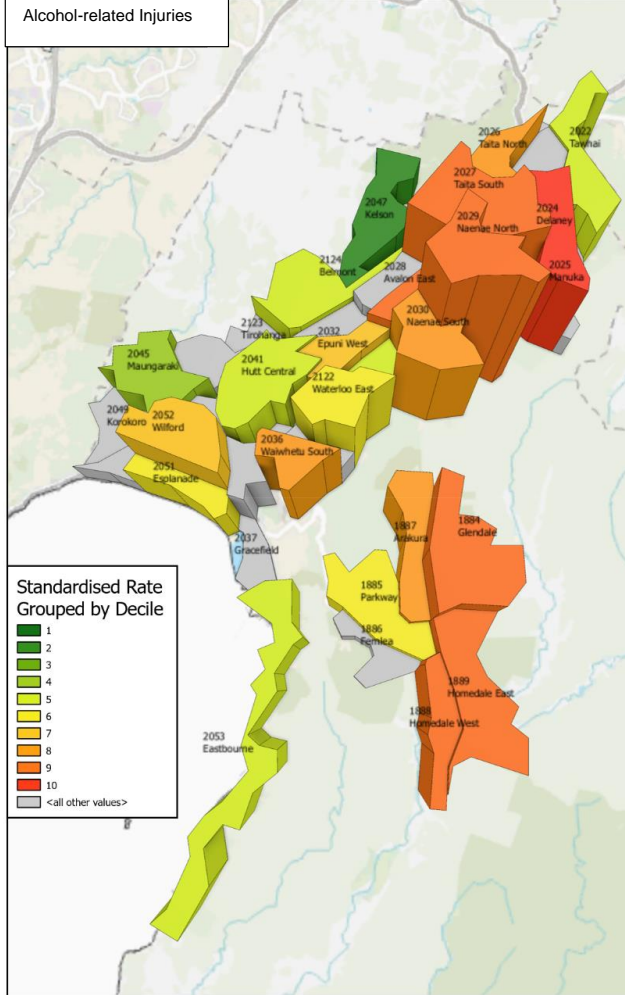 Alcohol-related Injuries
2026
Taita North
2022
Tawhai
2027
Taita South
2047
Kelson
2024
Delaney
2029
Naenae North
2124
Belmont
2028
Avalon East
2025
Manuka
2030
Naenae South
2123
Tirohanga
2032
Epuni West
2045
Maungaraki
2041
Hutt Central
2122
Waterloo East
2049
Korokoro
2052
Wilford
2036
Waiwhetu South
2051
Esplanade
2037
Gracefield
1887
Arakura
1884
Glendale
1885
Parkway
1886
Fernlea
1889
Homedale East
1888
Homedale West
2053
Eastbourne
Standardised Rate
Grouped by Decile
1
2
3
4
5
6
7
8
9
10
<all other values>